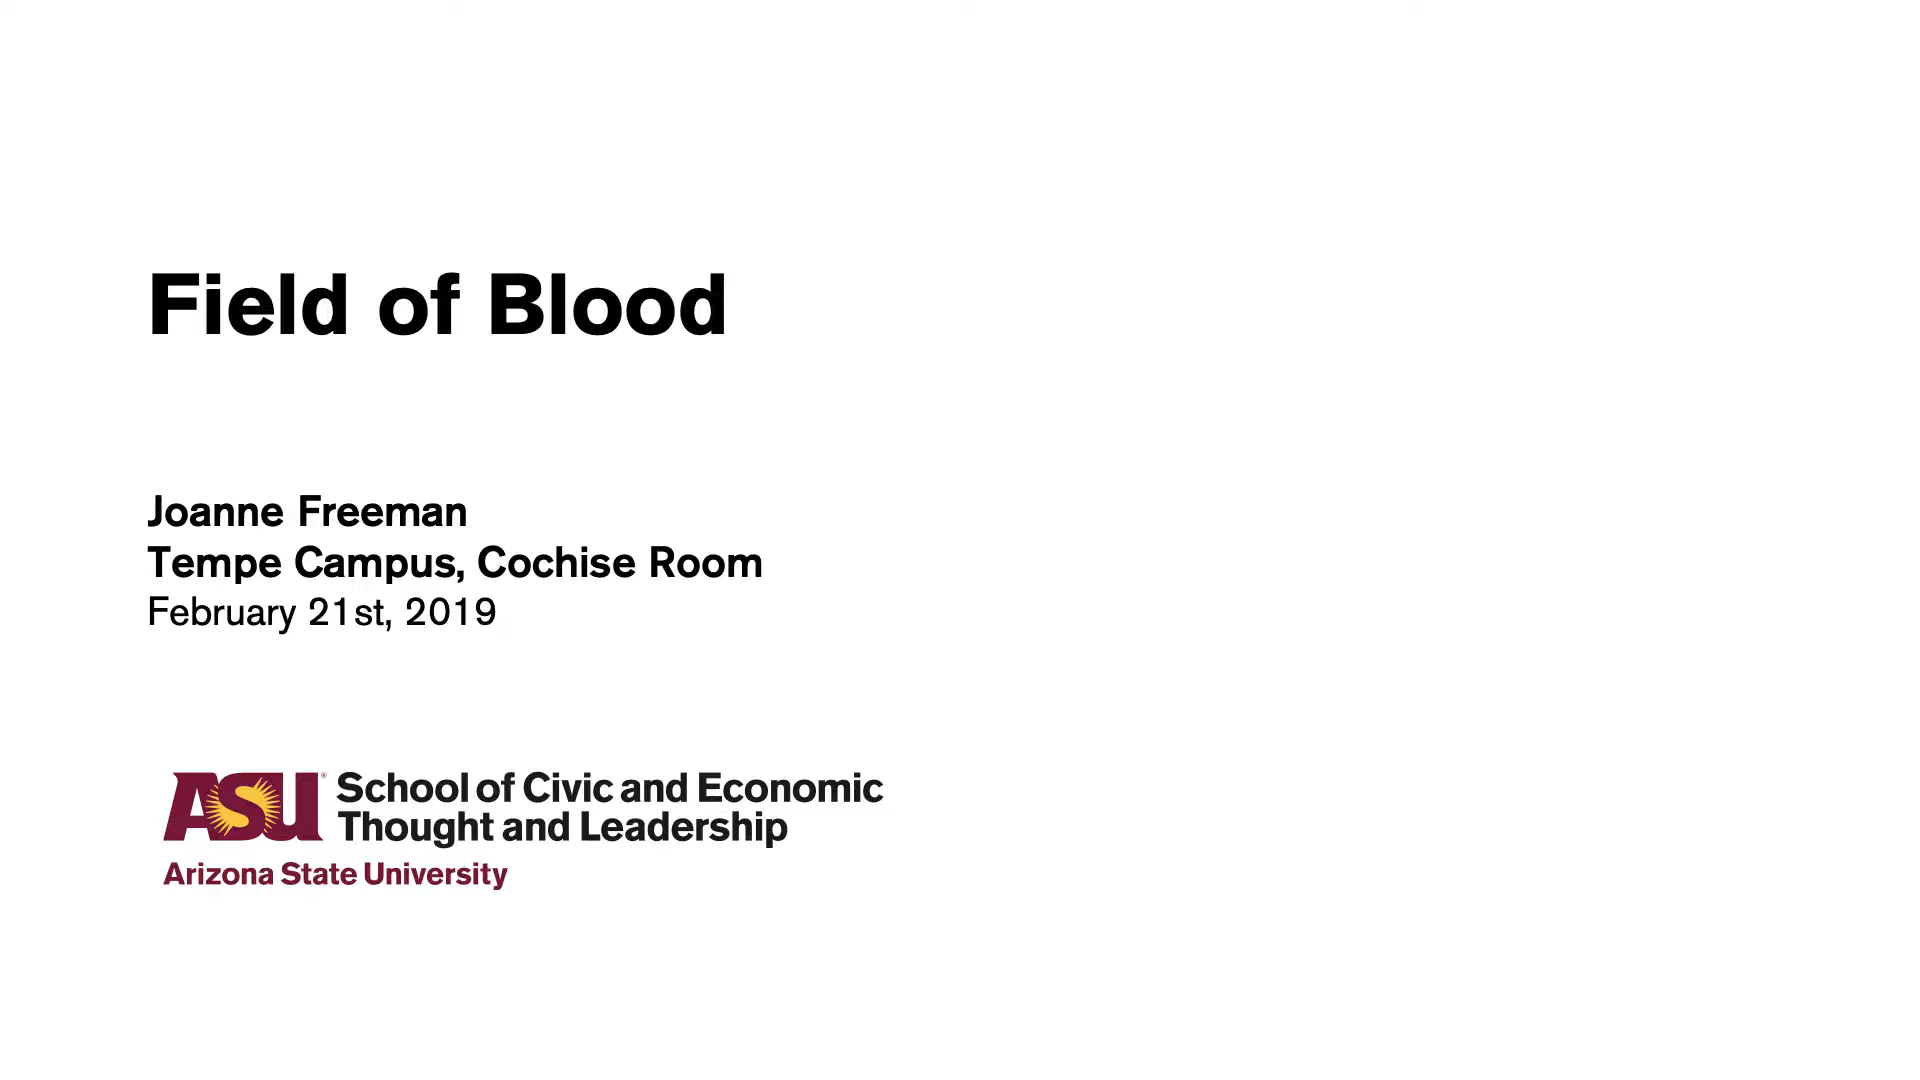 Field of Blood
Joanne Freeman
Tempe Campus, Cochise Room
February 21st, 2019
ASU® School of Civic and Economic
Thought and Leadership
Arizona State University